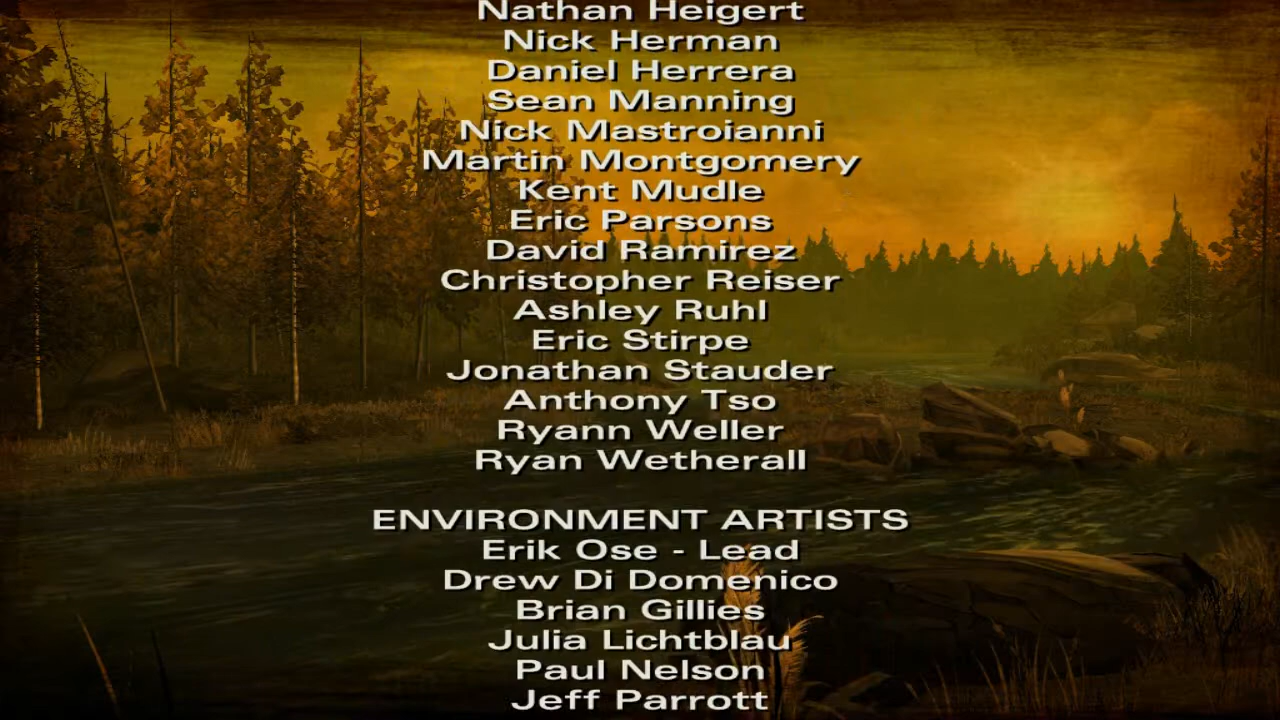 Nathan Heigert
Nick Herman
Daniel Herrera
Sean Manning
Nick Mastroianni
Martin Montgomery
Kent Mudle
Eric Parsons
David Ramirez
Christopher Reiser
Ashley Ruhl
Eric Stirpe
Jonathan Stauder
Anthony Tso
Ryann Weller
Ryan Wetherall
ENVIRONMENT ARTISTS
Erik Ose - Lead
Drew Di Domenico
Brian Gillies
Julia Lichtblau
Paul Nelson
Jeff Parrott